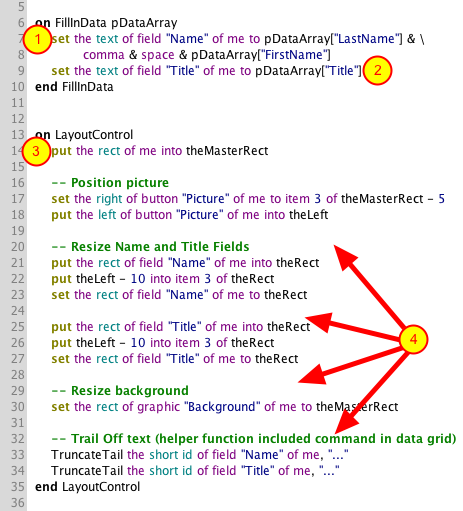 5
6 on FillInData pDataArray
7 1 set the text of field "Name" of me to pDataArray["LastName"] & \
8 comma & space & pDataArray["FirstName"]
9 set the text of field "Title" of me to pDataArray["Title"] 2
10 end FillInData
11
12
13 on LayoutControl
14 3 put the rect of me into theMasterRect
15
16 -- Position picture
17 set the right of button "Picture" of me to item 3 of theMasterRect - 5
18 put the left of button "Picture" of me into theLeft
19
20 -- Resize Name and Title Fields
21 put the rect of field "Name" of me into theRect
22 put theLeft - 10 into item 3 of theRect
23 set the rect of field "Name" of me to theRect
24
25 put the rect of field "Title" of me into theRect 4
26 put theLeft - 10 into item 3 of theRect
27 set the rect of field "Title" of me to theRect
28
29 -- Resize background
30 set the rect of graphic "Background" of me to theMasterRect
31
32 -- Trail Off text (helper function included command in data grid)
33 TruncateTail the short id of field "Name" of me, "..."
34 TruncateTail the short id of field "Title" of me, "..."
35 end LayoutControl
36